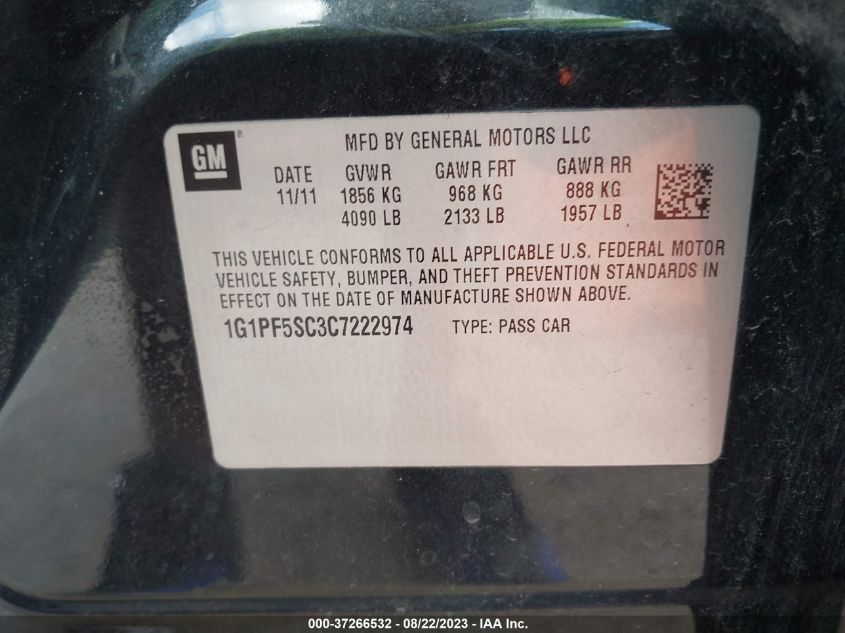 GM ®
MFD BY GENERAL MOTORS LLC
DATE GVWR GAWR FRT GAWR RR
11/11 1856 KG 968 KG 888 KG
4090 LB 2133 LB 1957 LB
THIS VEHICLE CONFORMS TO ALL APPLICABLE U.S. FEDERAL MOTOR
VEHICLE SAFETY, BUMPER, AND THEFT PREVENTION STANDARDS IN
EFFECT ON THE DATE OF MANUFACTURE SHOWN ABOVE.
1G1PF5SC3C7222974 TYPE: PASS CAR
000-37266532 - 08/22/2023 - IAA Inc.